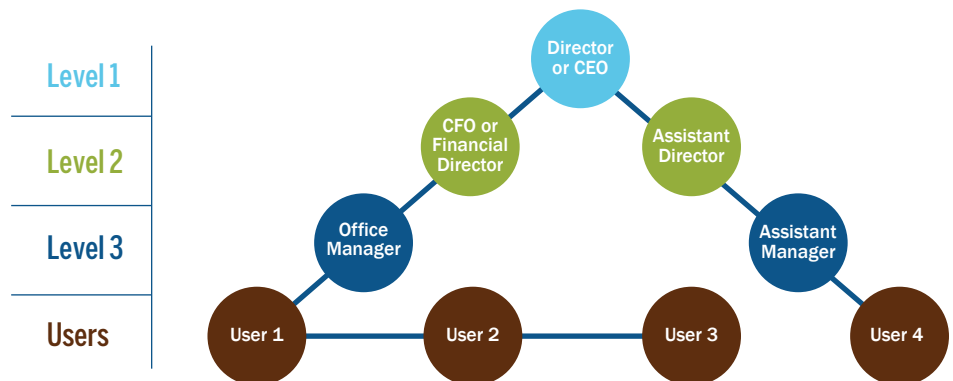 Level 1
Director
or CEO
Level 2
CFO or
Financial
Director
Assistant
Director
Level 3
Office
Manager
Assistant
Manager
Users
User 1
User 2
User 3
User 4